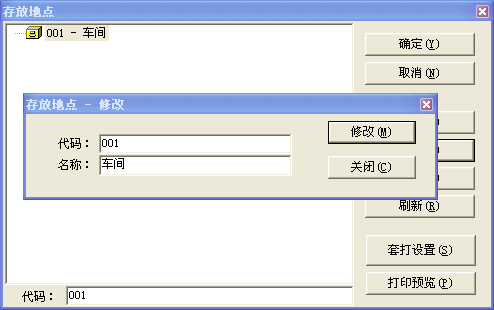 存放地点
001 - 车间
确定(Y)
取消(N)
存放地点 - 修改
代码： 001
名称： 车间
修改(M)
关闭(C)
刷新(R)
套打设置(S)
打印预览(P)
代码： 001